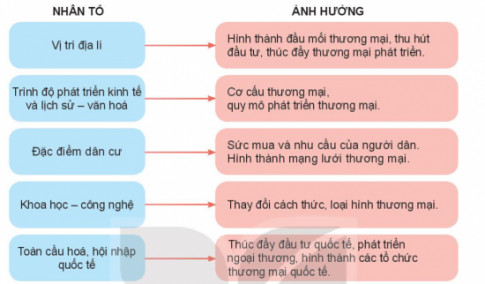 NHÂN TỐ
ẢNH HƯỞNG
Vị trí địa lí
Hình thành đầu mối thương mại, thu hút
đầu tư, thúc đẩy thương mại phát triển.
Trình độ phát triển kinh tế
và lịch sử – văn hoá
Cơ cấu thương mại,
quy mô phát triển thương mại.
Đặc điểm dân cư
Sức mua và nhu cầu của người dân.
Hình thành mạng lưới thương mại.
Khoa học – công nghệ
Thay đổi cách thức, loại hình thương mại.
Toàn cầu hoá, hội nhập
quốc tế
Thúc đẩy đầu tư quốc tế, phát triển
ngoại thương, hình thành các tổ chức
thương mại quốc tế.